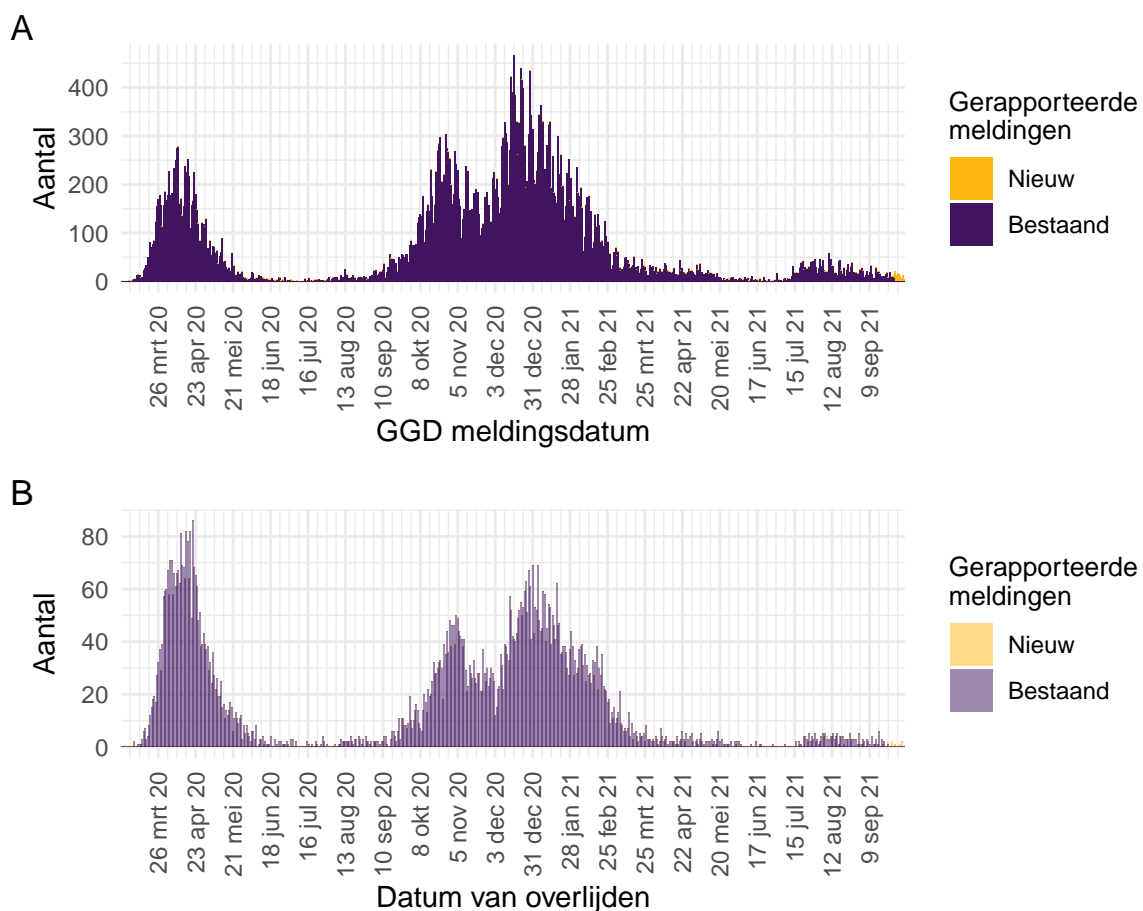 A
400
300
200
100
0
Aantal
26 mrt 20
23 apr 20
21 mei 20
18 jun 20
16 jul 20
13 aug 20
10 sep 20
8 okt 20
5 nov 20
3 dec 20
31 dec 20
28 jan 21
25 feb 21
25 mrt 21
22 apr 21
20 mei 21
17 jun 21
15 jul 21
12 aug 21
9 sep 21
GGD meldingsdatum
Gerapporteerde
meldingen
Nieuw
Bestaand
B
80
60
40
20
0
Aantal
26 mrt 20
23 apr 20
21 mei 20
18 jun 20
16 jul 20
13 aug 20
10 sep 20
8 okt 20
5 nov 20
3 dec 20
31 dec 20
28 jan 21
25 feb 21
25 mrt 21
22 apr 21
20 mei 21
17 jun 21
15 jul 21
12 aug 21
9 sep 21
Datum van overlijden
Gerapporteerde
meldingen
Nieuw
Bestaand